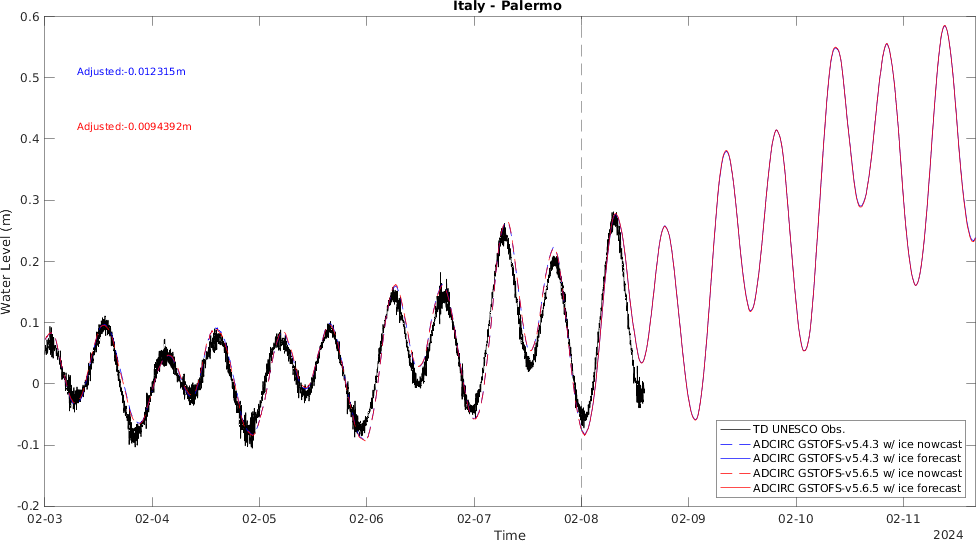 Italy - Palermo
0.6
0.5
0.4
0.3
0.2
0.1
0
-0.1
-0.2
Water Level (m)
Adjusted:-0.012315m
Adjusted:-0.0094392m
TD UNESCO Obs.
ADCIRC GSTOFS-v5.4.3 w/ ice nowcast
ADCIRC GSTOFS-v5.4.3 w/ ice forecast
ADCIRC GSTOFS-v5.6.5 w/ ice nowcast
ADCIRC GSTOFS-v5.6.5 w/ ice forecast
02-03 02-04 02-05 02-06 02-07 02-08 02-09 02-10 02-11
Time
2024